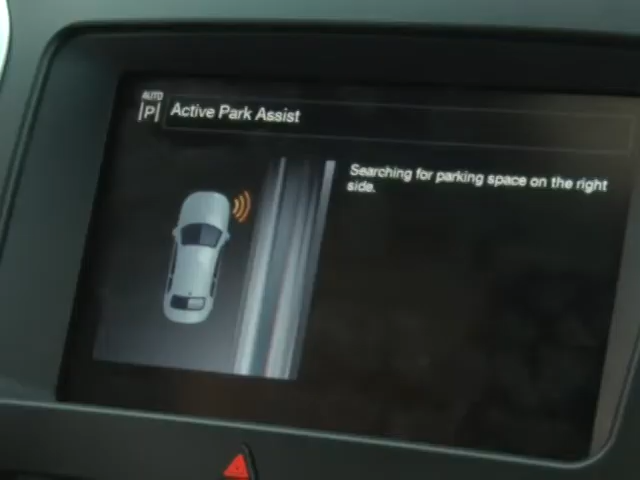 AUTO
|P| Active Park Assist
Searching for parking space on the right
side.